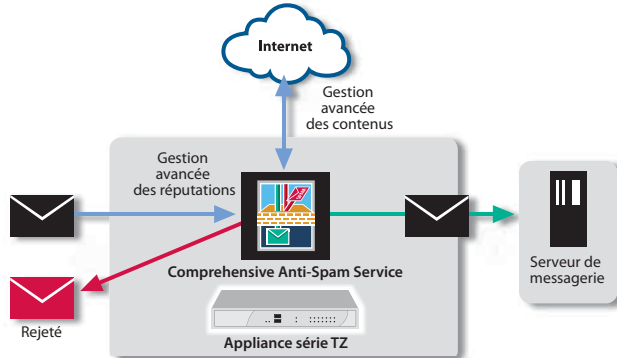 Internet
Gestion
avancée
des contenus
Gestion
avancée
des réputations
Comprehensive Anti-Spam Service
Serveur de
messagerie
Rejeté
Appliance série TZ